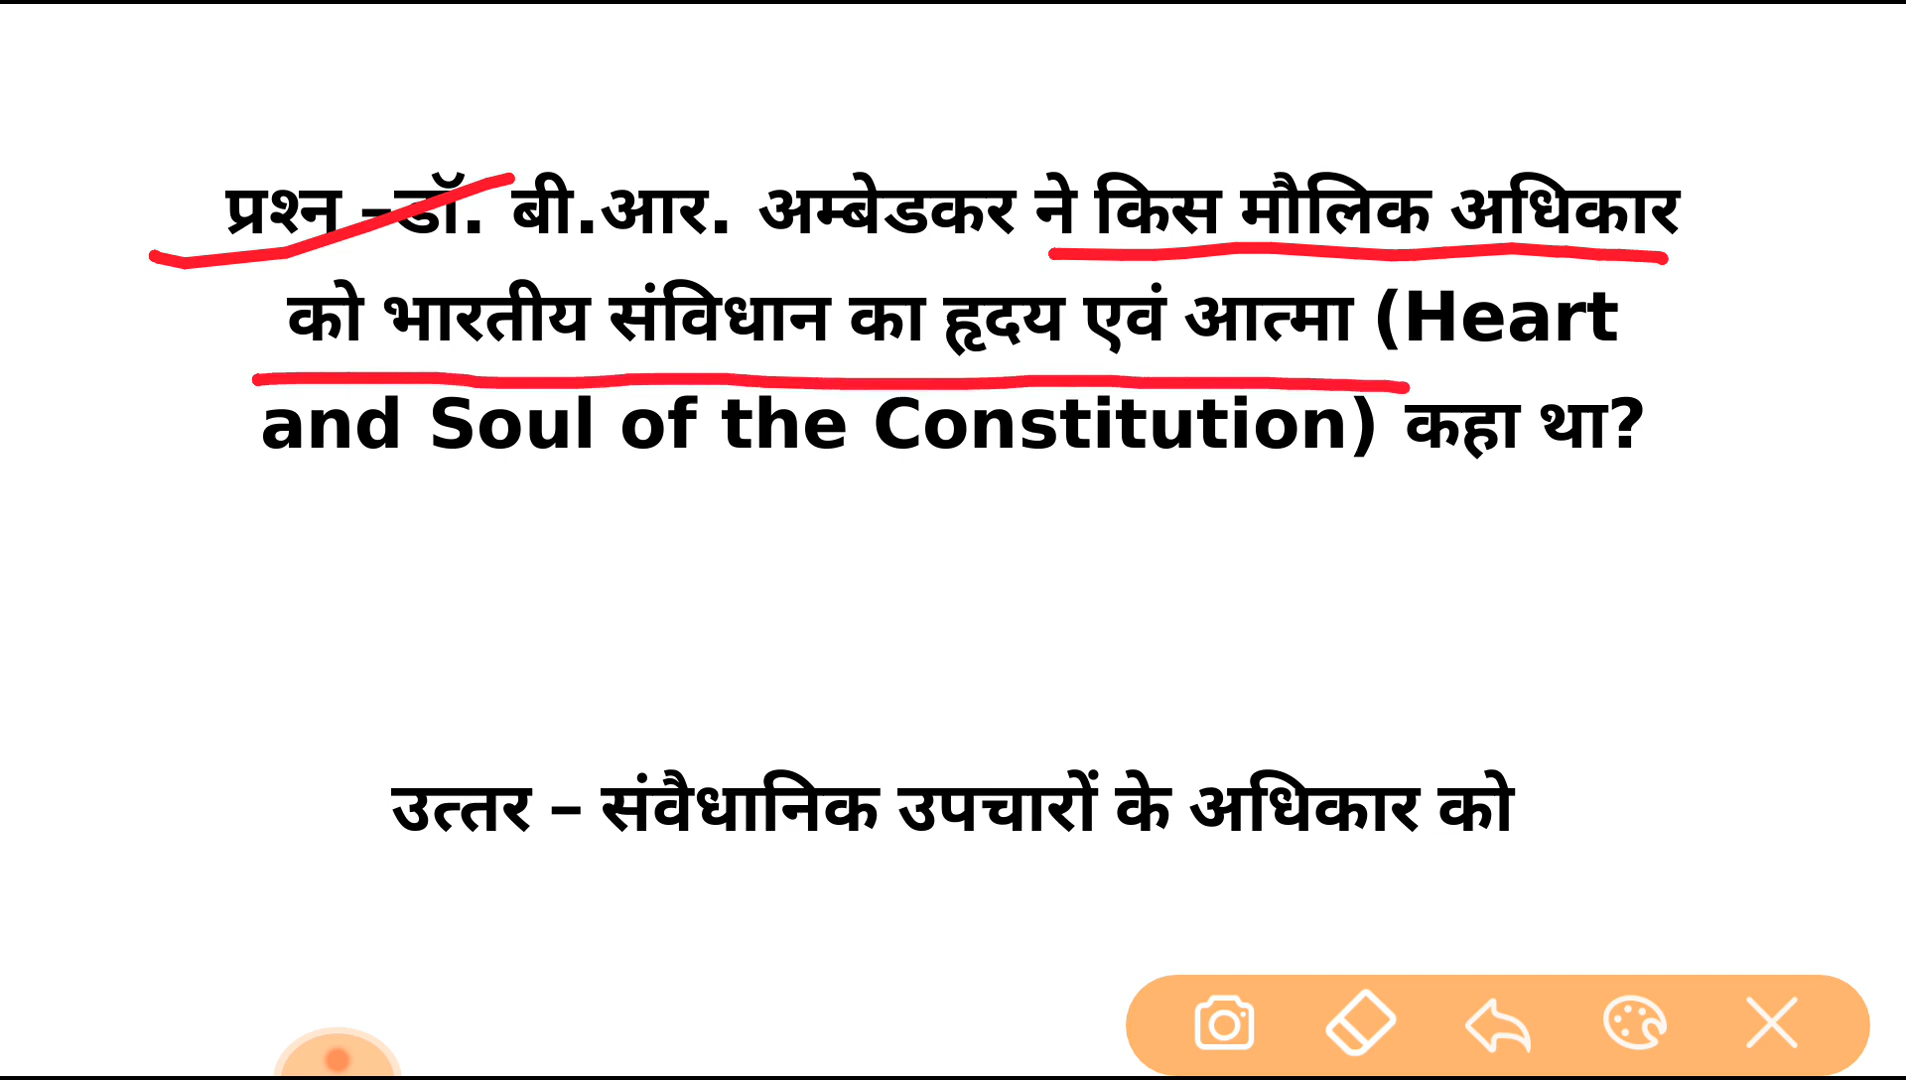 प्रश्न –डॉ. बी.आर. अम्बेडकर ने किस मौलिक अधिकार
को भारतीय संविधान का हृदय एवं आत्मा (Heart
and Soul of the Constitution) कहा था?
उत्तर – संवैधानिक उपचारों के अधिकार को